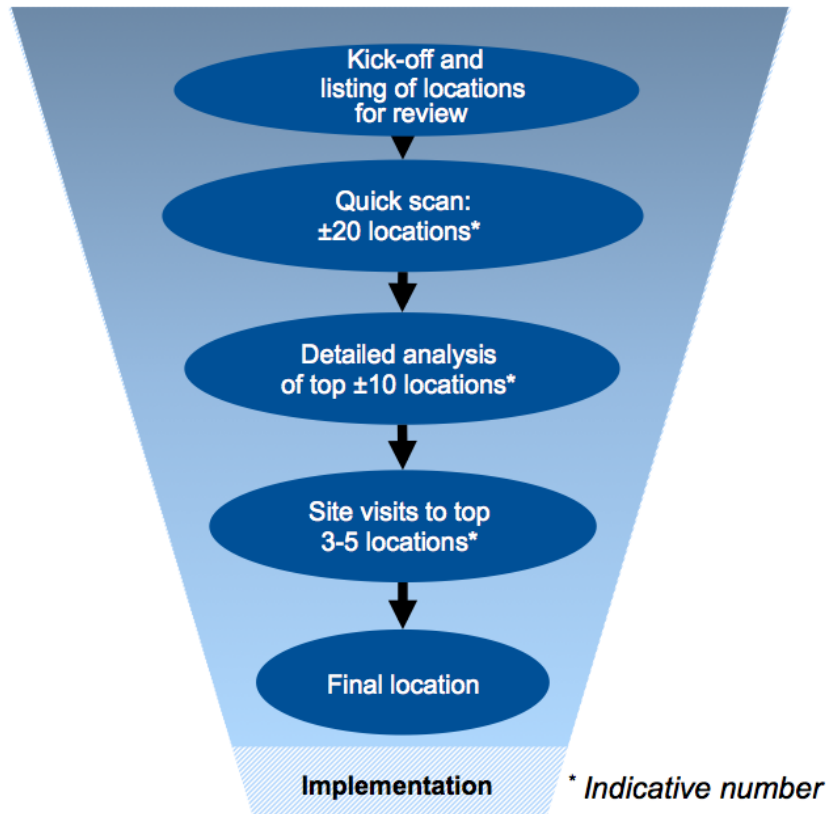 Kick-off and
listing of locations
for review
Quick scan:
±20 locations*
Detailed analysis
of top ±10 locations*
Site visits to top
3-5 locations*
Final location
Implementation
* Indicative number